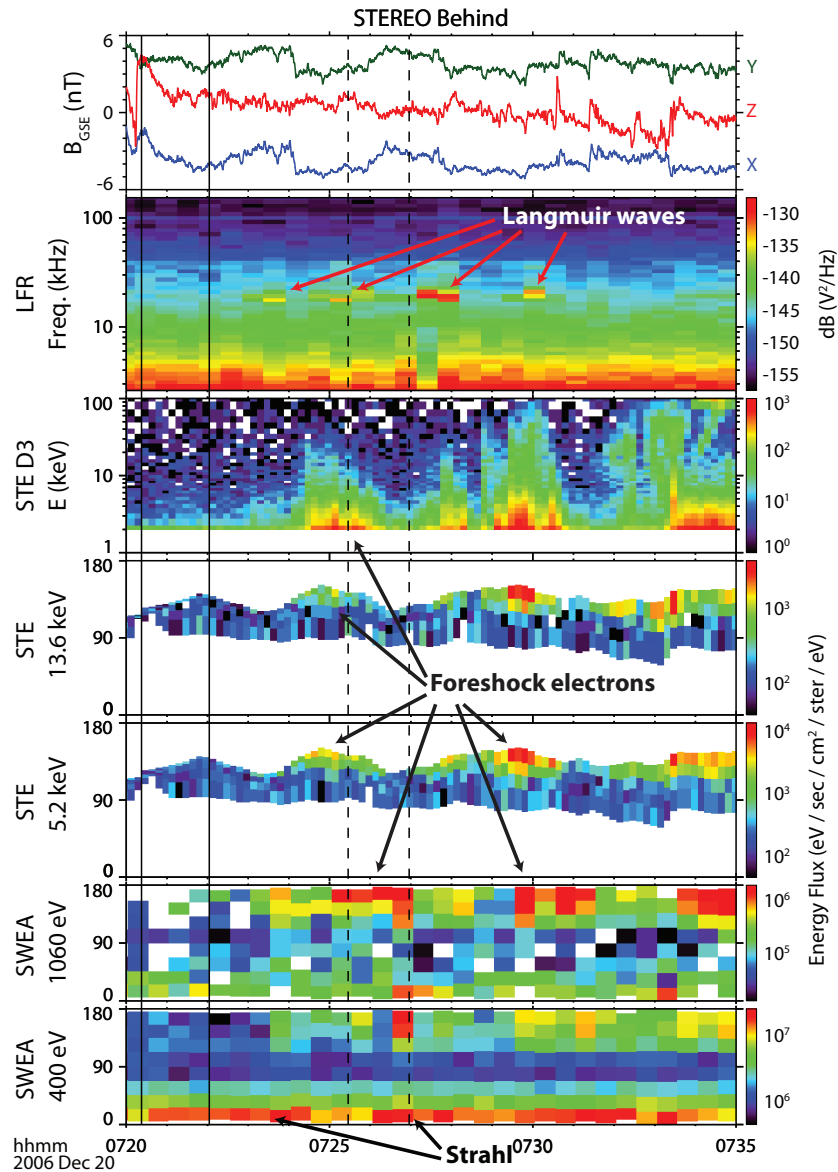 STEREO Behind
6
0
-6
B_GSE (nT)
Y
Z
X
LFR
Freq. (kHz)
100
10
Langmuir waves
-130
-135
-140
-145
-150
-155
dB (V²/Hz)
STE D3
E (keV)
100
10
1
10³
10²
10¹
10⁰
STE
13.6 keV
180
90
0
10³
10²
Foreshock electrons
STE
5.2 keV
180
90
0
10⁴
10³
10²
Energy Flux (eV / sec / cm² / ster / eV)
SWEA
1060 eV
180
90
0
10⁶
10⁵
SWEA
400 eV
180
90
0
10⁷
10⁶
hhmm
2006 Dec 20
0720
0725
0730
0735
Strahl